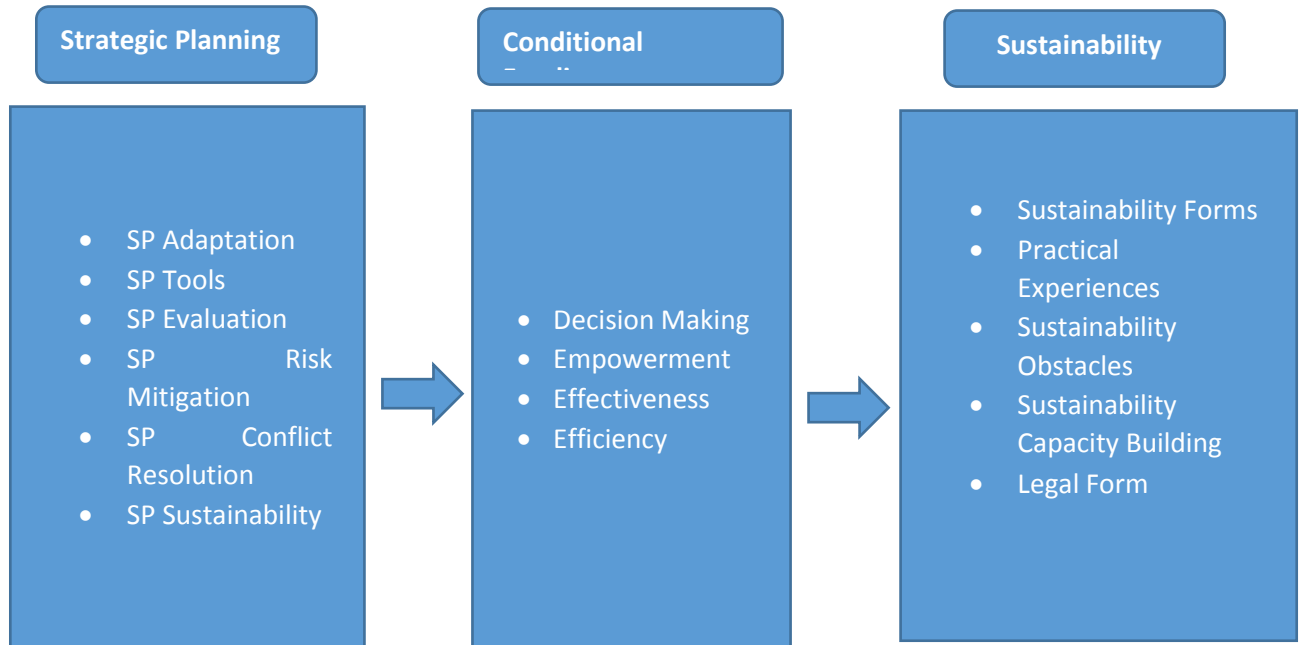 Strategic Planning
Conditional
Sustainability
SP Adaptation
SP Tools
SP Evaluation
SP Risk
Mitigation
SP Conflict
Resolution
SP Sustainability
Decision Making
Empowerment
Effectiveness
Efficiency
Sustainability Forms
Practical
Experiences
Sustainability
Obstacles
Sustainability
Capacity Building
Legal Form